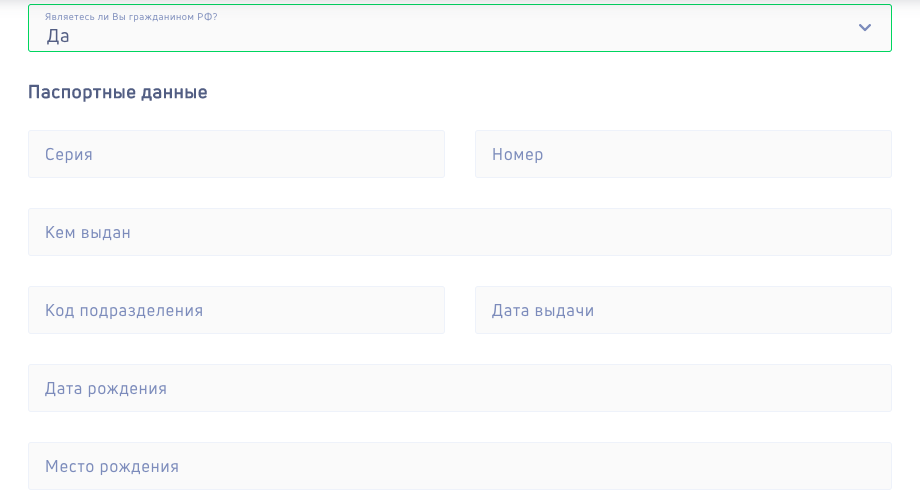 Являетесь ли Вы гражданином РФ?
Да
Паспортные данные
Серия
Номер
Кем выдан
Код подразделения
Дата выдачи
Дата рождения
Место рождения